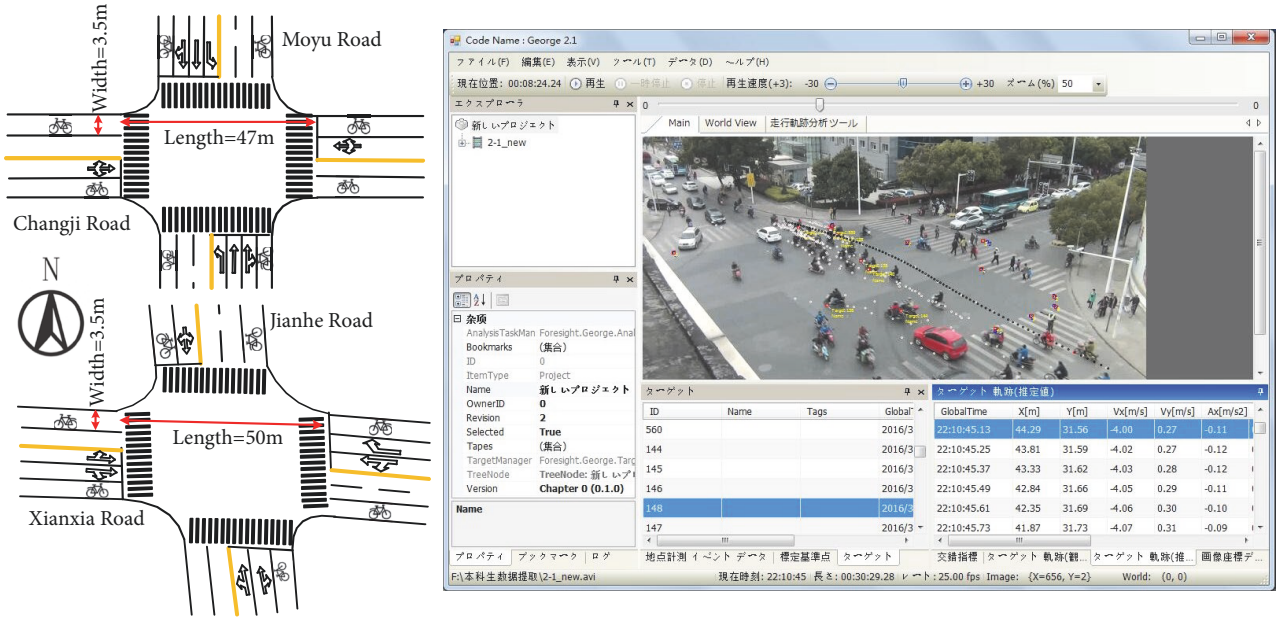 Moyu Road
Width=3.5m
Length=47m
Changji Road
N
Jianhe Road
Width=3.5m
Length=50m
Xianxia Road
Code Name : George 2.1
ファイル(F) 編集(E) 表示(V) ツール(T) データ(D) ヘルプ(H)
現在位置: 00:08:24.24 再生 一時停止 停止 再生速度(+3): -30 +30 ズーム(%) 50
エクスプローラ
0 0
新しいプロジェクト
2-1_new
Main World View 走行軌跡分析ツール
プロパティ
杂项
AnalysisTaskMan Foresight.George.Anal
Bookmarks (集合)
ID 0
ItemType Project
Name 新しいプロジェクト
OwnerID 0
Revision 2
Selected True
Tapes (集合)
TargetManager Foresight.George.Targ
TreeNode TreeNode: 新しいプロ
Version Chapter 0 (0.1.0)
Name
プロパティ ブックマーク ログ
ターゲット
ID Name Tags Global
560 2016/3
144 2016/3
145 2016/3
146 2016/3
148 2016/3
147 2016/3
地点計測 イベント データ 標定基準点 ターゲット
ターゲット 軌跡(推定値)
GlobalTime X[m] Y[m] Vx[m/s] Vy[m/s] Ax[m/s2]
22:10:45.13 44.29 31.56 -4.00 0.27 -0.11
22:10:45.25 43.81 31.59 -4.02 0.27 -0.12
22:10:45.37 43.33 31.62 -4.03 0.28 -0.12
22:10:45.49 42.84 31.66 -4.05 0.29 -0.11
22:10:45.61 42.35 31.69 -4.06 0.30 -0.10
22:10:45.73 41.87 31.73 -4.07 0.31 -0.09
交錯指標 ターゲット 軌跡(観... ターゲット 軌跡(推... 画像座標デ...
F:\本科生数据提取\2-1_new.avi 現在時刻: 22:10:45 長さ: 00:30:29.28 レート: 25.00 fps Image: {X=656, Y=2} World: (0, 0)